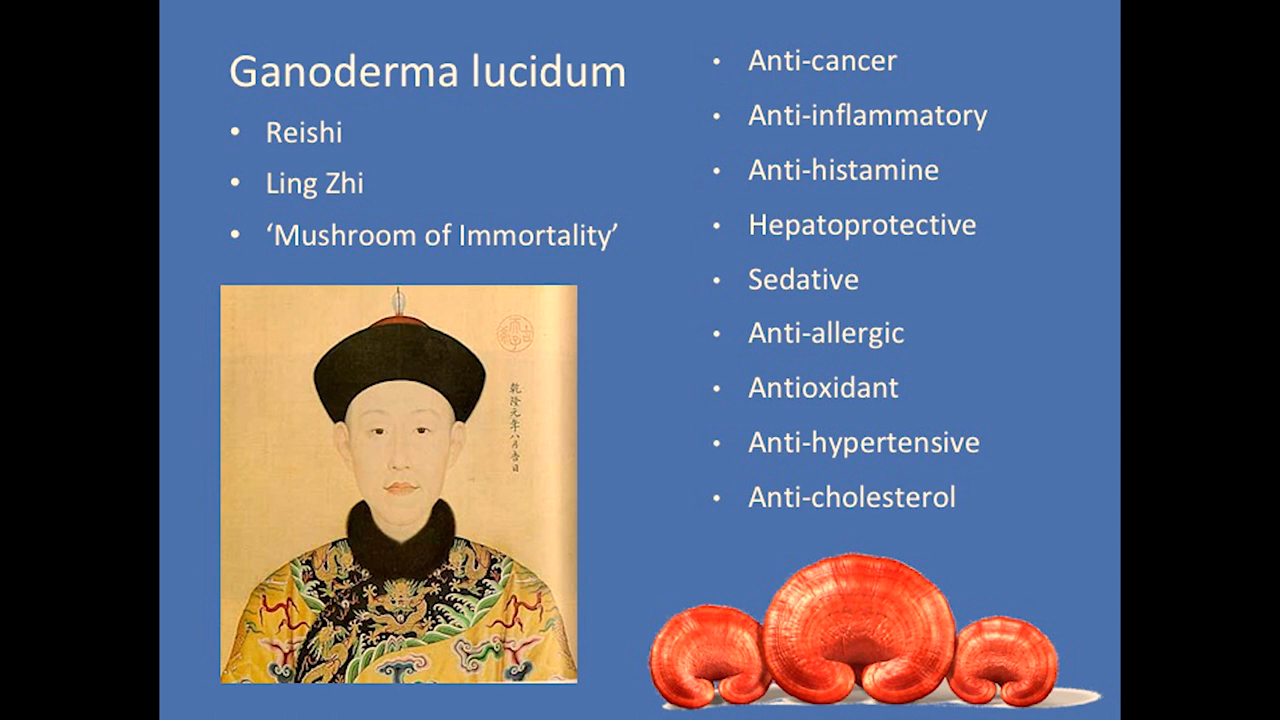 Ganoderma lucidum
• Reishi
• Ling Zhi
• ‘Mushroom of Immortality’
乾隆元年八月吉日
• Anti-cancer
• Anti-inflammatory
• Anti-histamine
• Hepatoprotective
• Sedative
• Anti-allergic
• Antioxidant
• Anti-hypertensive
• Anti-cholesterol